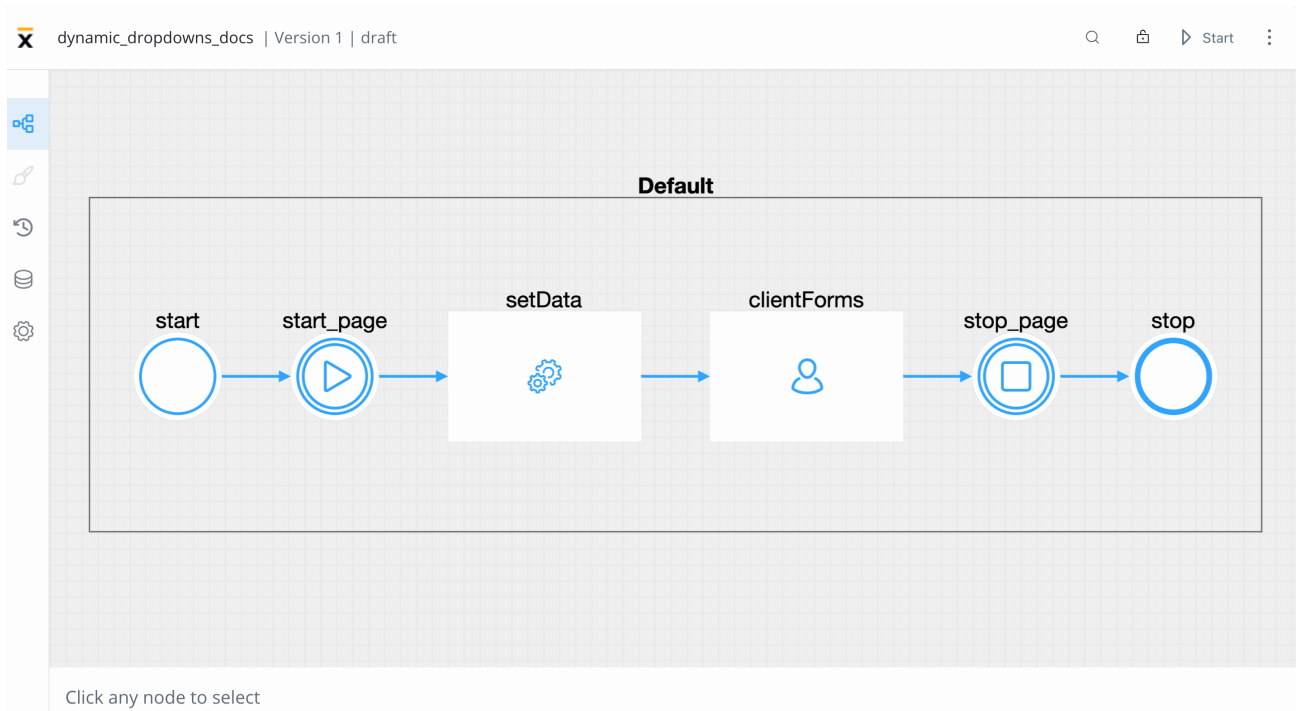 dynamic_dropdowns_docs | Version 1 | draft
Start
Default
setData
clientForms
start
start_page
stop_page
stop
Click any node to select